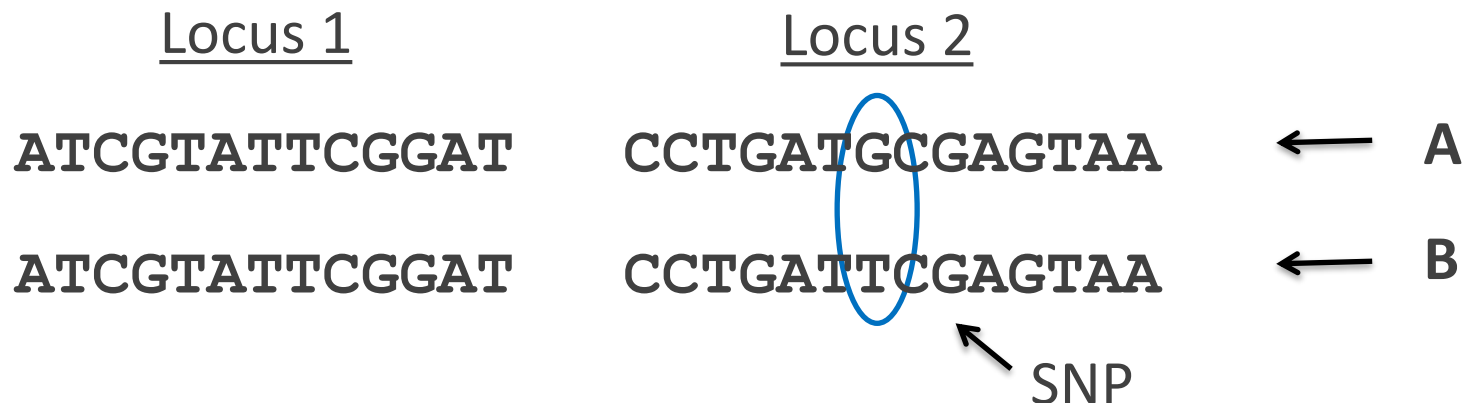 Locus 1 Locus 2
ATCGTATTCGGAT CCTGATGCGAGTAA A
ATCGTATTCGGAT CCTGATTCGAGTAA B
SNP